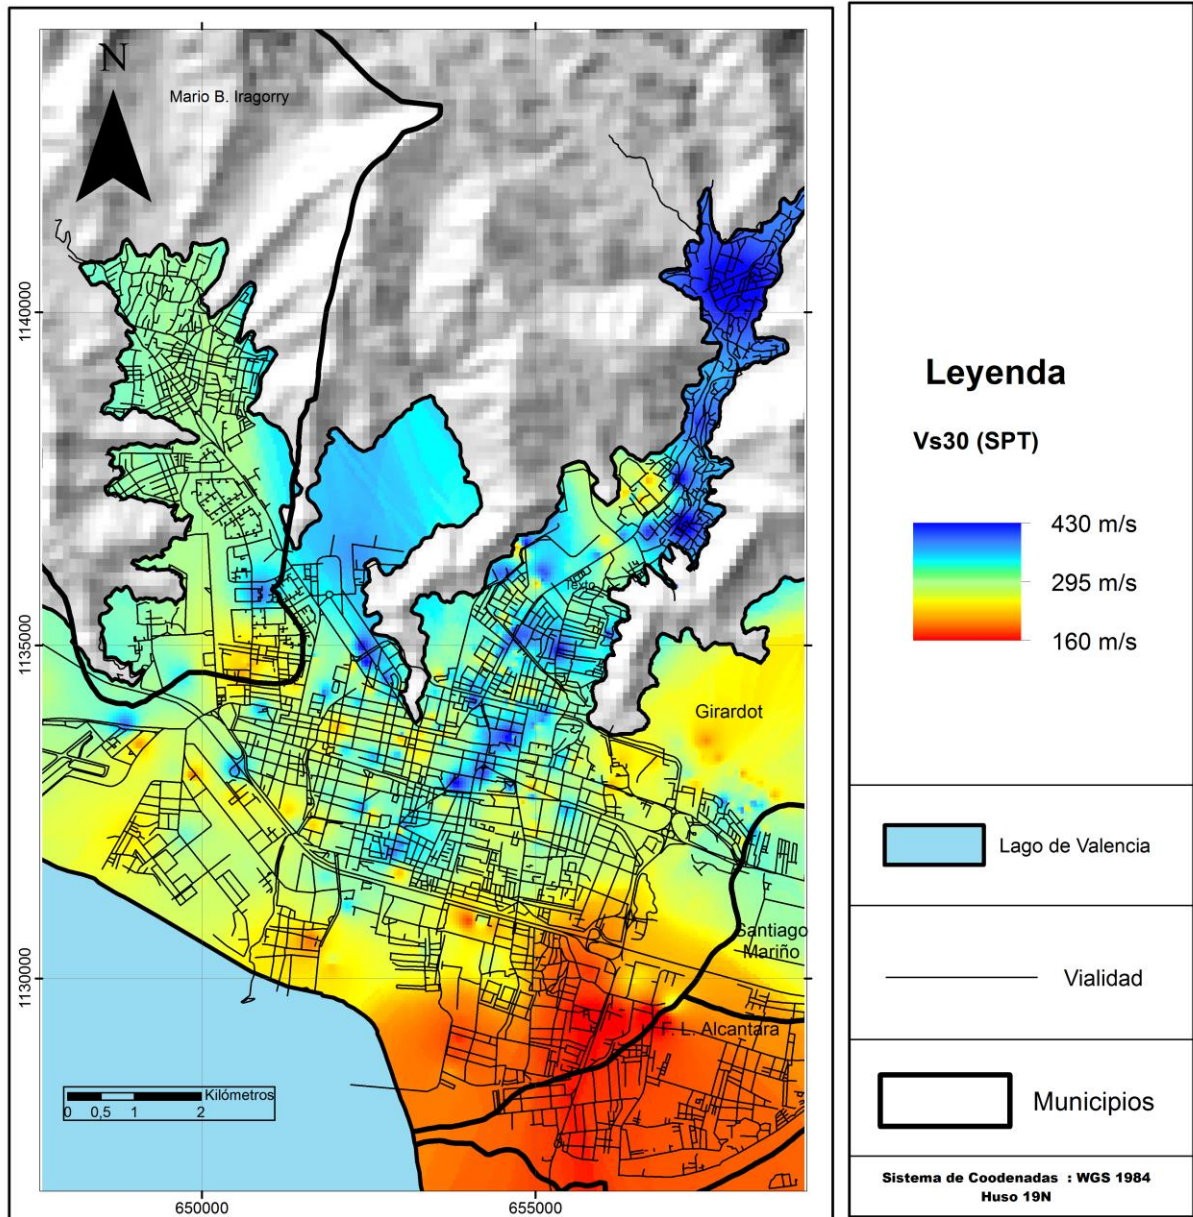 N
Mario B. Iragorry
Texto
Girardot
Santiago
Mariño
F. L. Alcantara
1140000
1135000
1130000
650000
655000
Kilómetros
0 0,5 1 2
Leyenda
Vs30 (SPT)
430 m/s
295 m/s
160 m/s
Lago de Valencia
Vialidad
Municipios
Sistema de Coodenadas : WGS 1984
Huso 19N